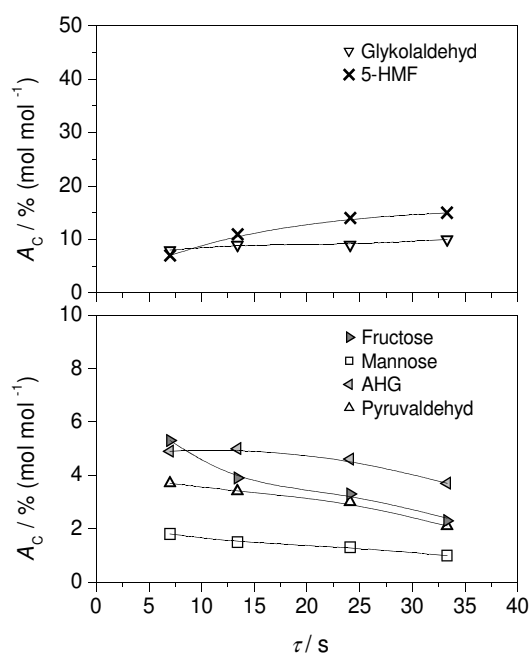 50
40
30
20
10
0
A_C / % (mol mol⁻¹)
Glykolaldehyd
5-HMF
10
8
6
4
2
0
A_C / % (mol mol⁻¹)
Fructose
Mannose
AHG
Pyruvaldehyd
0 5 10 15 20 25 30 35 40
τ / s